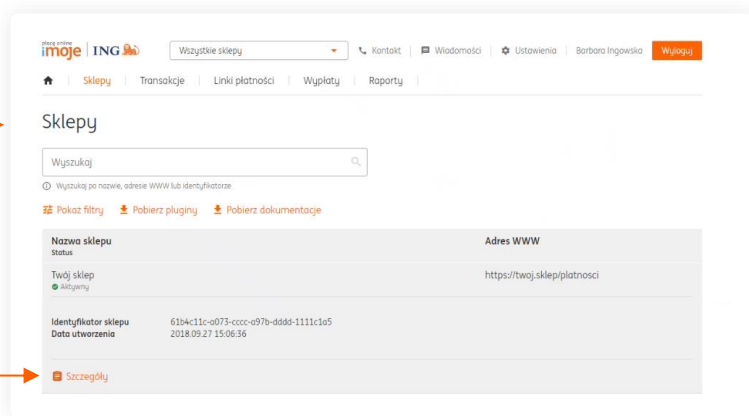 płacę online
imoje | ING
Wszystkie sklepy
Kontakt
Wiadomości
Ustawienia
Barbara Ingowska
Wyloguj
Sklepy
Transakcje
Linki płatności
Wypłaty
Raporty
Sklepy
Wyszukaj
Wyszukaj po nazwie, adresie WWW lub identyfikatorze
Pokaż filtry
Pobierz pluginy
Pobierz dokumentacje
Nazwa sklepu
Adres WWW
Status
Twój sklep
https://twoj.sklep/platnosci
Aktywny
Identyfikator sklepu 61b4c11c-a073-cccc-a97b-dddd-1111c1a5
Data utworzenia 2018.09.27 15:06:36
Szczegóły